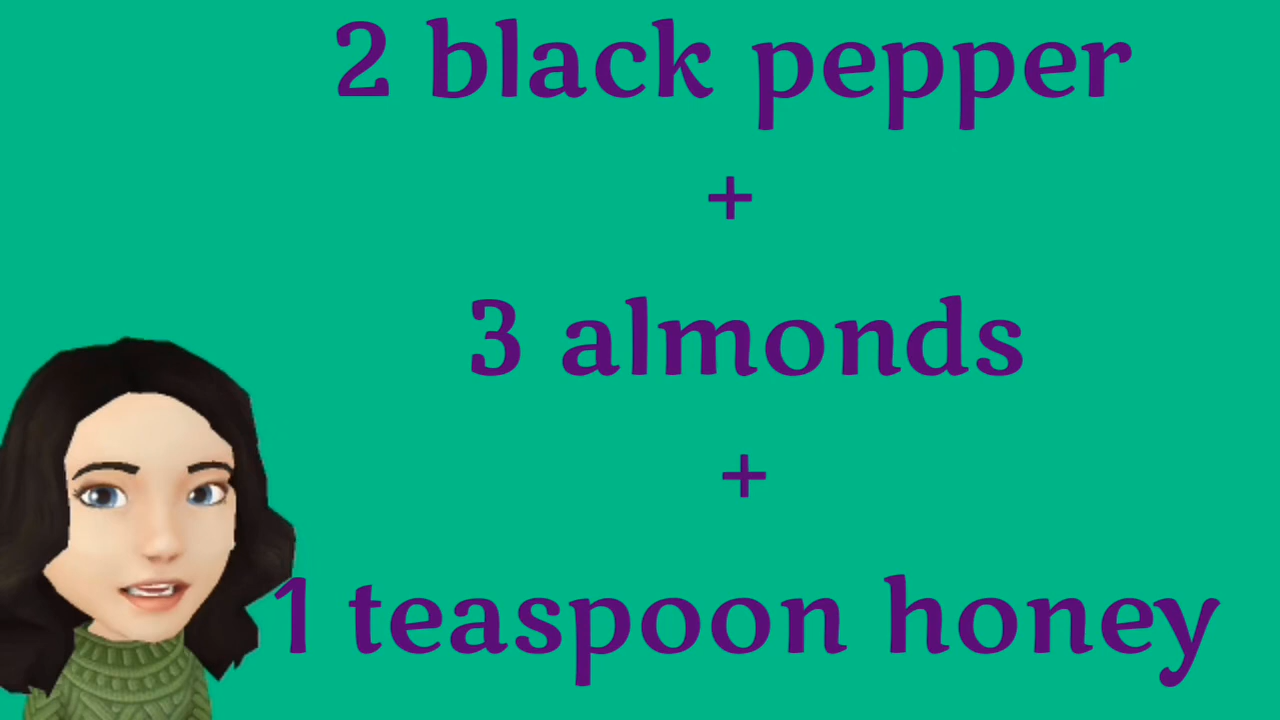 2 black pepper
+
3 almonds
+
1 teaspoon honey